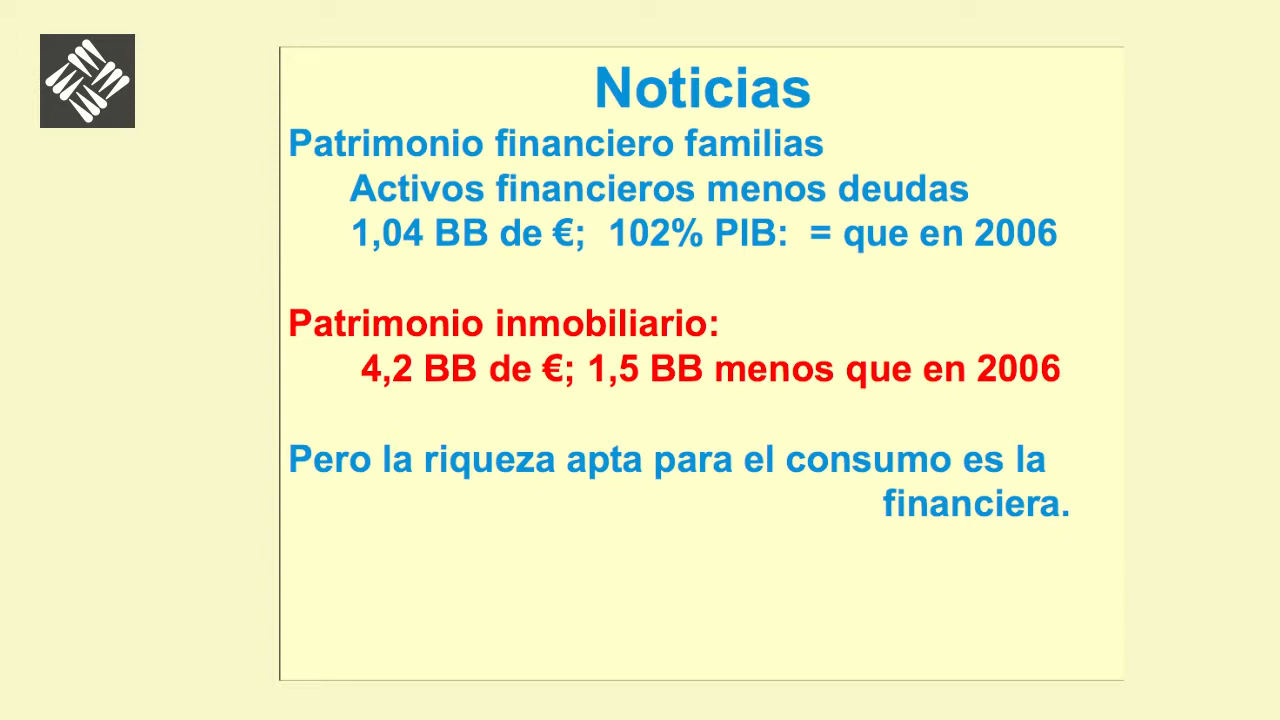 Noticias
Patrimonio financiero familias
Activos financieros menos deudas
1,04 BB de €; 102% PIB: = que en 2006
Patrimonio inmobiliario:
4,2 BB de €; 1,5 BB menos que en 2006
Pero la riqueza apta para el consumo es la
financiera.